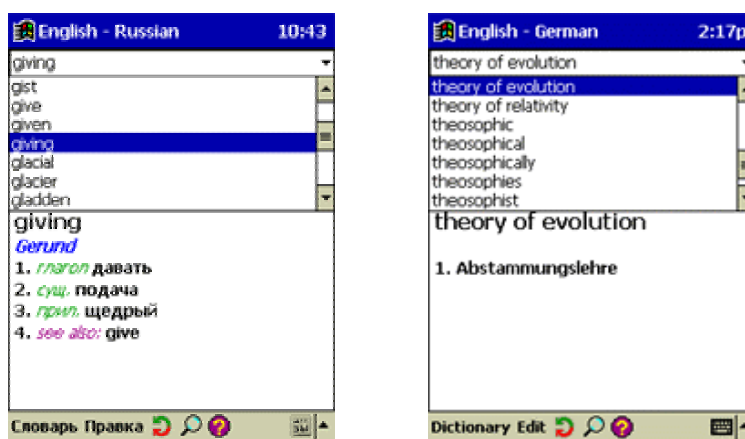 English - Russian 10:43
giving
gist
give
given
giving
glacial
glacier
gladden
giving
Gerund
1. глагол давать
2. сущ. подача
3. прил. щедрый
4. see also: give
Словарь Правка
English - German 2:17p
theory of evolution
theory of evolution
theory of relativity
theosophic
theosophical
theosophically
theosophies
theosophist
theory of evolution
1. Abstammungslehre
Dictionary Edit